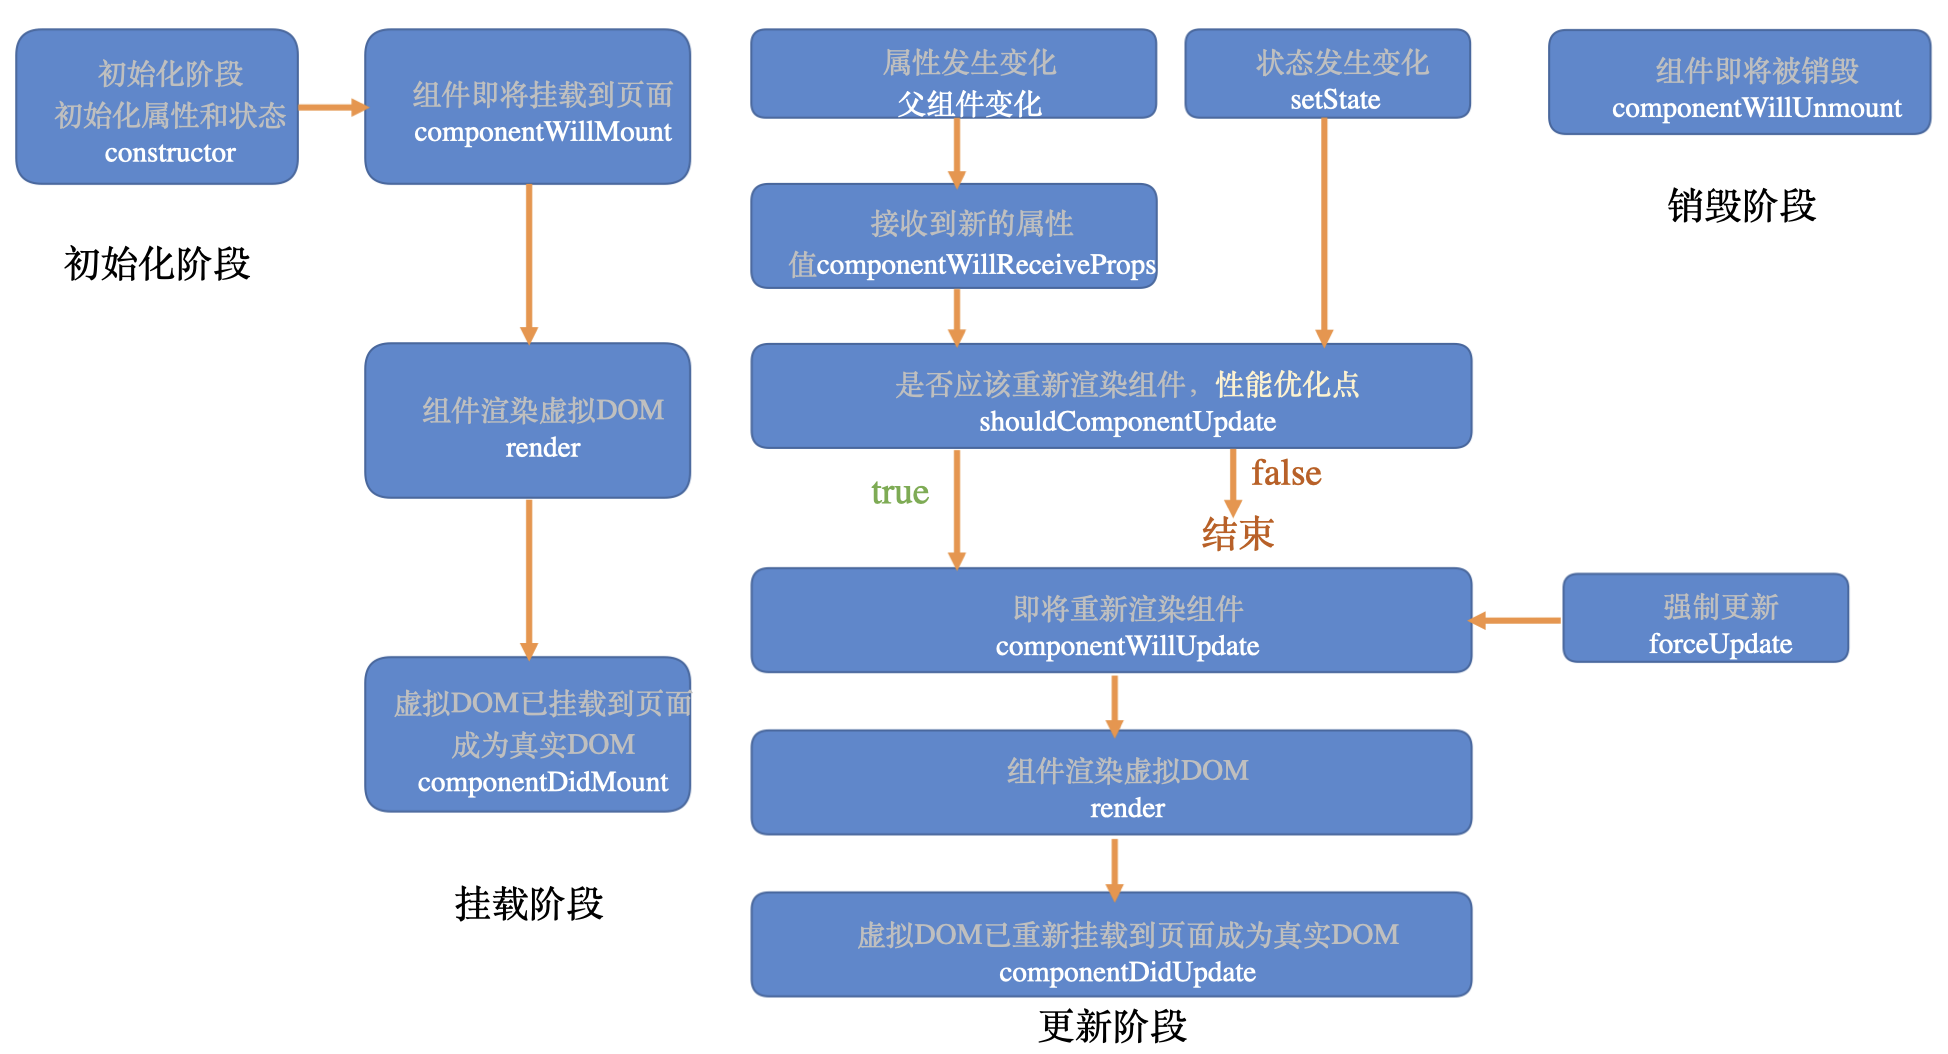 初始化阶段
初始化属性和状态
constructor
初始化阶段
组件即将挂载到页面
componentWillMount
组件渲染虚拟DOM
render
虚拟DOM已挂载到页面
成为真实DOM
componentDidMount
挂载阶段
属性发生变化
父组件变化
状态发生变化
setState
接收到新的属性
值componentWillReceiveProps
是否应该重新渲染组件，性能优化点
shouldComponentUpdate
true
false
结束
即将重新渲染组件
componentWillUpdate
强制更新
forceUpdate
组件渲染虚拟DOM
render
虚拟DOM已重新挂载到页面成为真实DOM
componentDidUpdate
更新阶段
组件即将被销毁
componentWillUnmount
销毁阶段